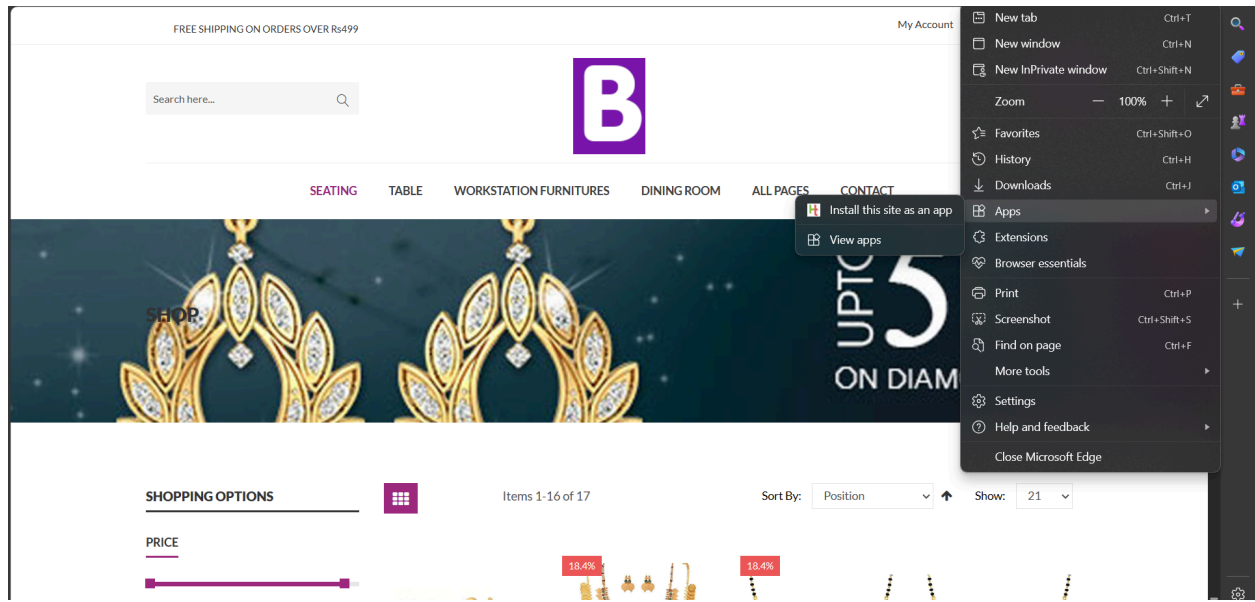 FREE SHIPPING ON ORDERS OVER Rs499
My Account
Search here...
B
SEATING TABLE WORKSTATION FURNITURES DINING ROOM ALL PAGES CONTACT
SHOP
UPTO
5
ON DIAM
New tab Ctrl+T
New window Ctrl+N
New InPrivate window Ctrl+Shift+N
Zoom 100%
Favorites Ctrl+Shift+O
History Ctrl+H
Downloads Ctrl+J
Apps
Install this site as an app
View apps
Extensions
Browser essentials
Print Ctrl+P
Screenshot Ctrl+Shift+S
Find on page Ctrl+F
More tools
Settings
Help and feedback
Close Microsoft Edge
SHOPPING OPTIONS
Items 1-16 of 17
Sort By: Position Show: 21
PRICE
18.4% 18.4%